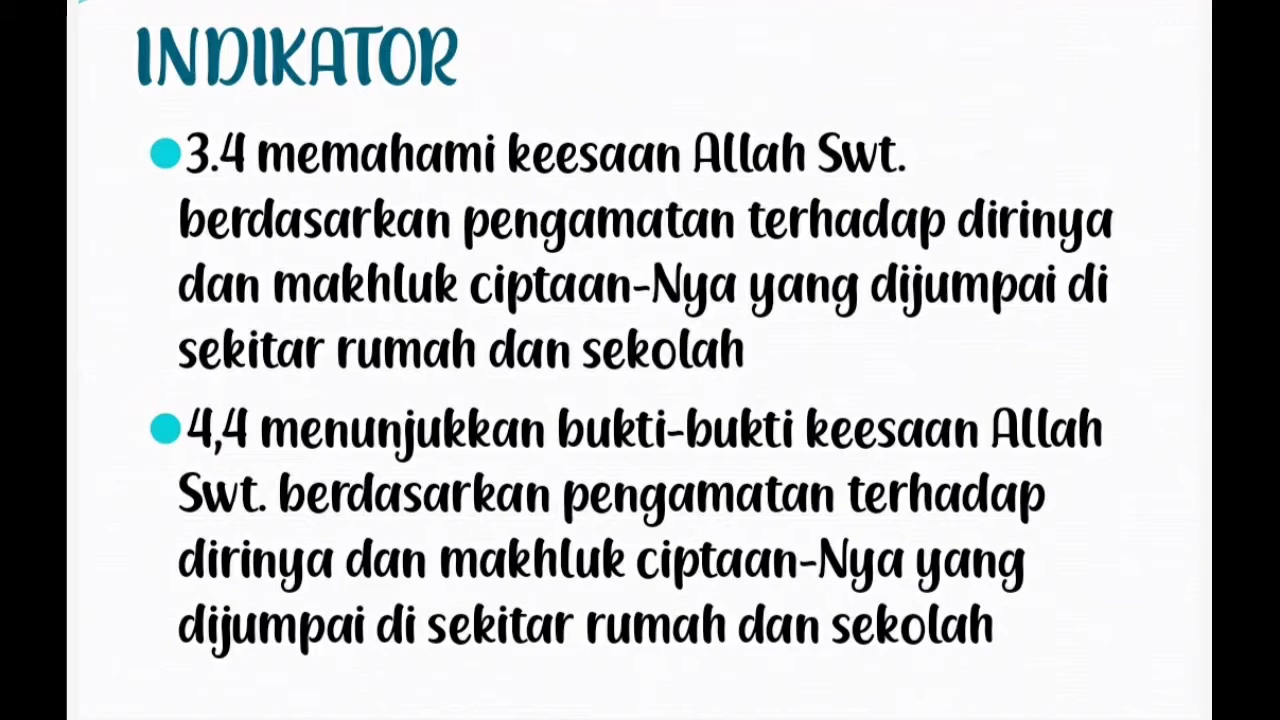 INDIKATOR
3.4 memahami keesaan Allah Swt.
berdasarkan pengamatan terhadap dirinya
dan makhluk ciptaan-Nya yang dijumpai di
sekitar rumah dan sekolah
4,4 menunjukkan bukti-bukti keesaan Allah
Swt. berdasarkan pengamatan terhadap
dirinya dan makhluk ciptaan-Nya yang
dijumpai di sekitar rumah dan sekolah